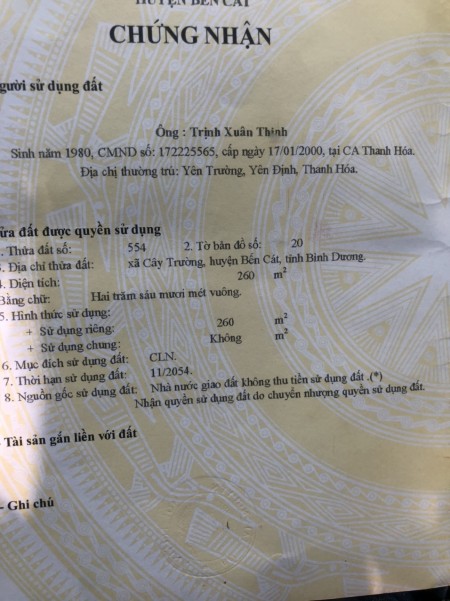 HUYỆN BẾN CÁT
CHỨNG NHẬN
gười sử dụng đất
Ông : Trịnh Xuân Thịnh
Sinh năm 1980, CMND số: 172225565, cấp ngày 17/01/2000, tại CA Thanh Hóa.
Địa chỉ thường trú: Yên Trường, Yên Định, Thanh Hóa.
ửa đất được quyền sử dụng
. Thửa đất số: 554 2. Tờ bản đồ số: 20
. Địa chỉ thửa đất: xã Cây Trường, huyện Bến Cát, tỉnh Bình Dương.
. Diện tích: 260 m²
Bằng chữ: Hai trăm sáu mươi mét vuông.
5. Hình thức sử dụng:
+ Sử dụng riêng: 260 m²
+ Sử dụng chung: Không m²
6. Mục đích sử dụng đất: CLN.
7. Thời hạn sử dụng đất: 11/2054.
8. Nguồn gốc sử dụng đất: Nhà nước giao đất không thu tiền sử dụng đất .(*)
Nhận quyền sử dụng đất do chuyển nhượng quyền sử dụng đất.
- Tài sản gắn liền với đất
- Ghi chú